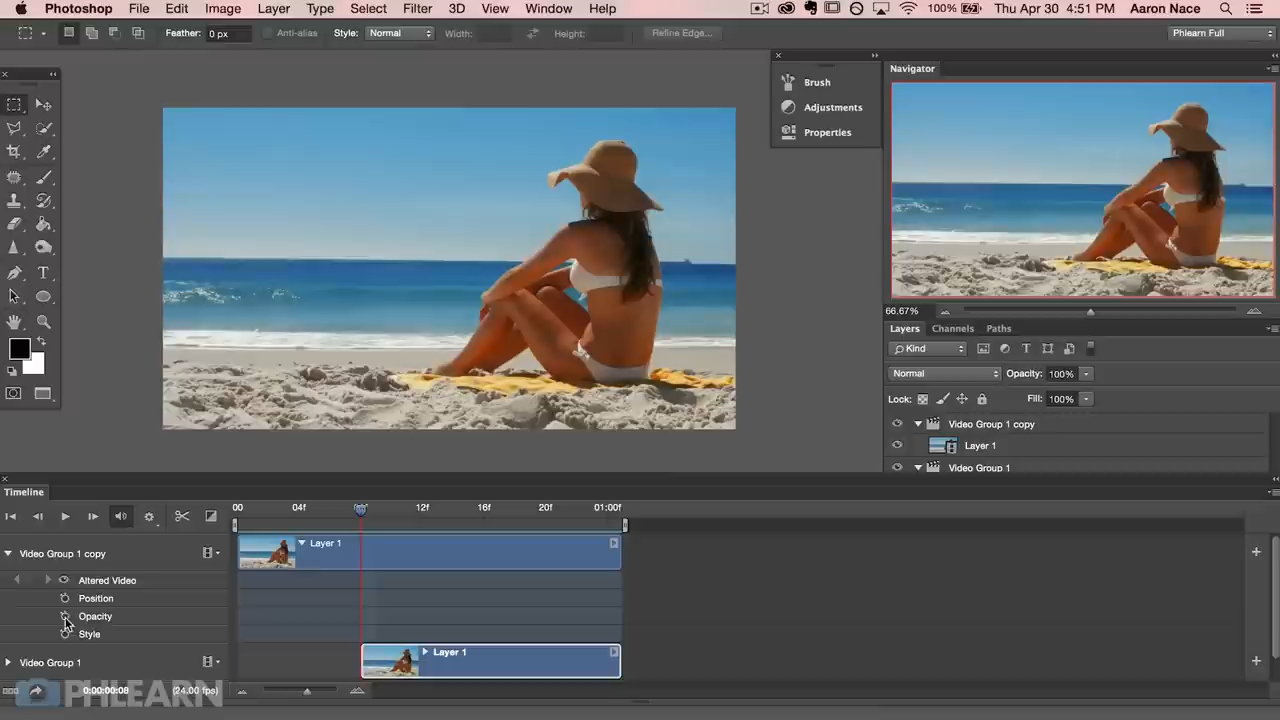 Photoshop File Edit Image Layer Type Select Filter 3D View Window Help 100% Thu Apr 30 4:51 PM Aaron Nace
Feather: 0 px Anti-alias Style: Normal Width: Height: Refine Edge... Phlearn Full
Brush
Adjustments
Properties
Navigator
66.67%
Layers Channels Paths
Kind
Normal Opacity: 100%
Lock: Fill: 100%
Video Group 1 copy
Layer 1
Video Group 1
Timeline
00 04f 12f 16f 20f 01:00f
Video Group 1 copy
Layer 1
Altered Video
Position
Opacity
Style
Video Group 1
Layer 1
0:00:00:08 (24.00 fps)
PHLEARN